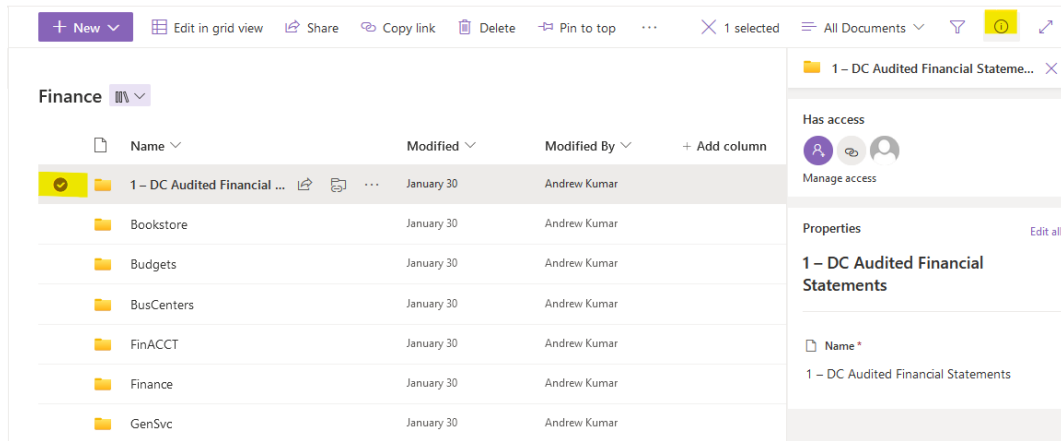 + New Edit in grid view Share Copy link Delete Pin to top ... 1 selected All Documents
1 – DC Audited Financial Stateme...
Finance
Has access
Manage access
Name Modified Modified By + Add column
1 – DC Audited Financial ... ... January 30 Andrew Kumar
Bookstore January 30 Andrew Kumar
Budgets January 30 Andrew Kumar
BusCenters January 30 Andrew Kumar
FinACCT January 30 Andrew Kumar
Finance January 30 Andrew Kumar
GenSvc January 30 Andrew Kumar
Properties Edit all
1 – DC Audited Financial
Statements
Name *
1 – DC Audited Financial Statements